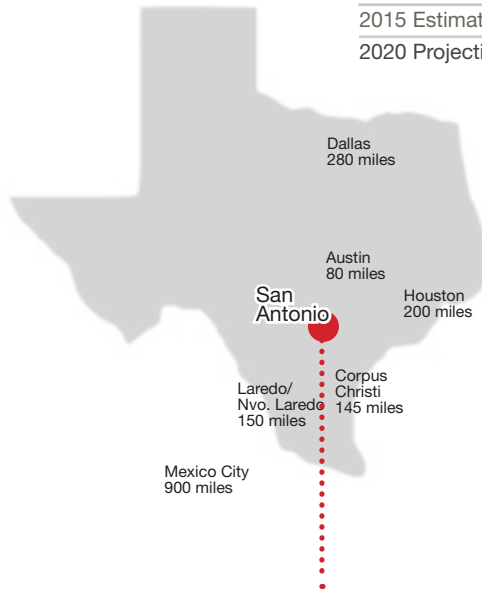 2015 Estimat
2020 Projecti
Dallas
280 miles
Austin
80 miles
San
Antonio
Houston
200 miles
Laredo/
Nvo. Laredo
150 miles
Corpus
Christi
145 miles
Mexico City
900 miles